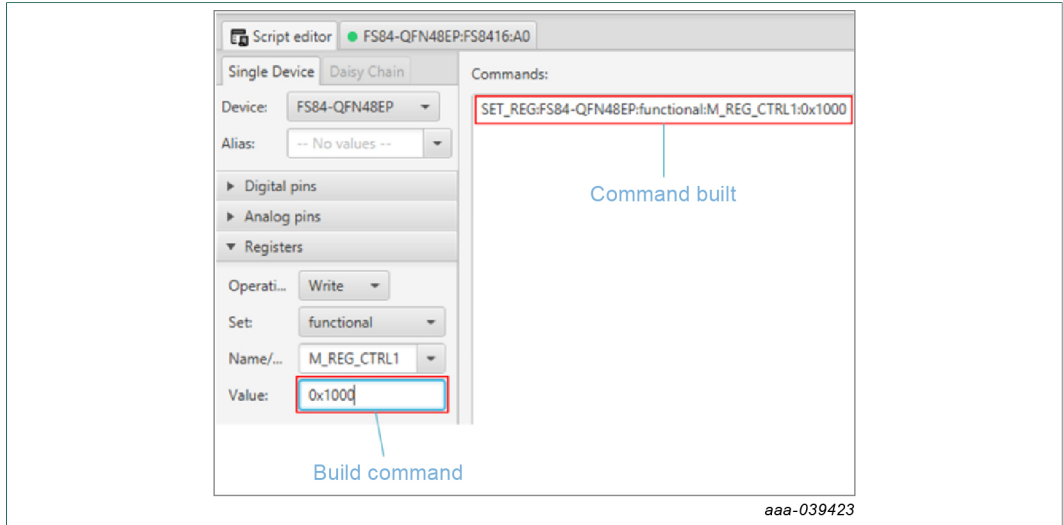 Script editor
FS84-QFN48EP:FS8416:A0
Single Device
Daisy Chain
Commands:
Device:
FS84-QFN48EP
SET_REG:FS84-QFN48EP:functional:M_REG_CTRL1:0x1000
Alias:
-- No values --
Command built
Digital pins
Analog pins
Registers
Operati...
Write
Set:
functional
Name/...
M_REG_CTRL1
Value:
0x1000
Build command
aaa-039423